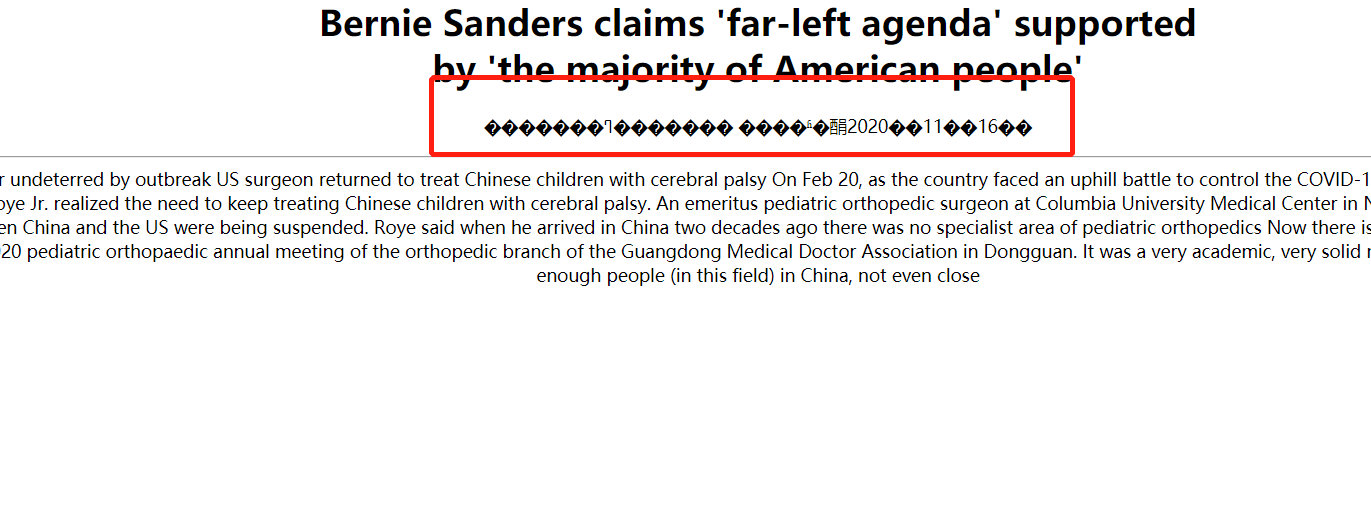 Bernie Sanders claims 'far-left agenda' supported
by 'the majority of American people'
�������ߣ������� ����ʱ�䣺2020��11��16��
r undeterred by outbreak US surgeon returned to treat Chinese children with cerebral palsy On Feb 20, as the country faced an uphill battle to control the COVID-1
oye Jr. realized the need to keep treating Chinese children with cerebral palsy. An emeritus pediatric orthopedic surgeon at Columbia University Medical Center in N
en China and the US were being suspended. Roye said when he arrived in China two decades ago there was no specialist area of pediatric orthopedics Now there is
20 pediatric orthopaedic annual meeting of the orthopedic branch of the Guangdong Medical Doctor Association in Dongguan. It was a very academic, very solid r
enough people (in this field) in China, not even close